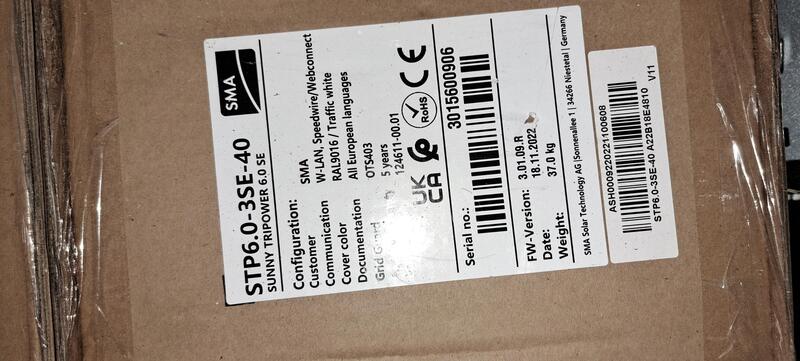 SMA
STP6.0-3SE-40
SUNNY TRIPOWER 6.0 SE
Configuration:
Customer SMA
Communication W-LAN, Speedwire/Webconnect
Cover color RAL9016 / Traffic white
Documentation All European languages
Grid Guard OTS403
5 years
124611-00.01
UK
CA
RoHS
CE
Serial no.: 3015600906
FW-Version: 3.01.09.R
Date: 18.11.2022
Weight: 37.0 kg
SMA Solar Technology AG |Sonnenallee 1 | 34266 Niestetal | Germany
ASH0009220221100608
STP6.0-3SE-40 A22B18E4810 V11